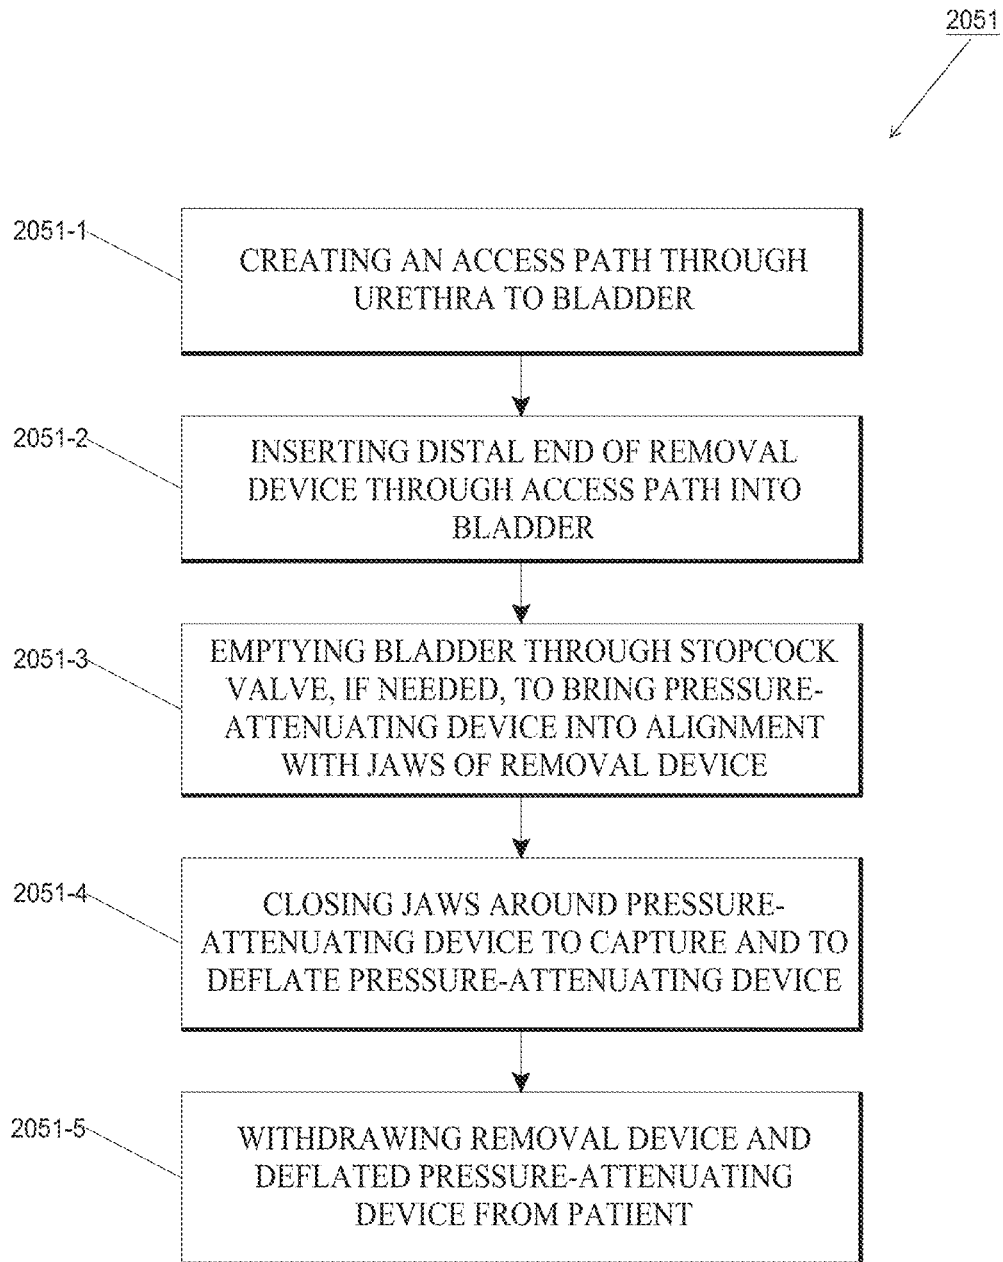 2051
2051-1
CREATING AN ACCESS PATH THROUGH
URETHRA TO BLADDER
2051-2
INSERTING DISTAL END OF REMOVAL
DEVICE THROUGH ACCESS PATH INTO
BLADDER
2051-3
EMPTYING BLADDER THROUGH STOPCOCK
VALVE, IF NEEDED, TO BRING PRESSURE-
ATTENUATING DEVICE INTO ALIGNMENT
WITH JAWS OF REMOVAL DEVICE
2051-4
CLOSING JAWS AROUND PRESSURE-
ATTENUATING DEVICE TO CAPTURE AND TO
DEFLATE PRESSURE-ATTENUATING DEVICE
2051-5
WITHDRAWING REMOVAL DEVICE AND
DEFLATED PRESSURE-ATTENUATING
DEVICE FROM PATIENT